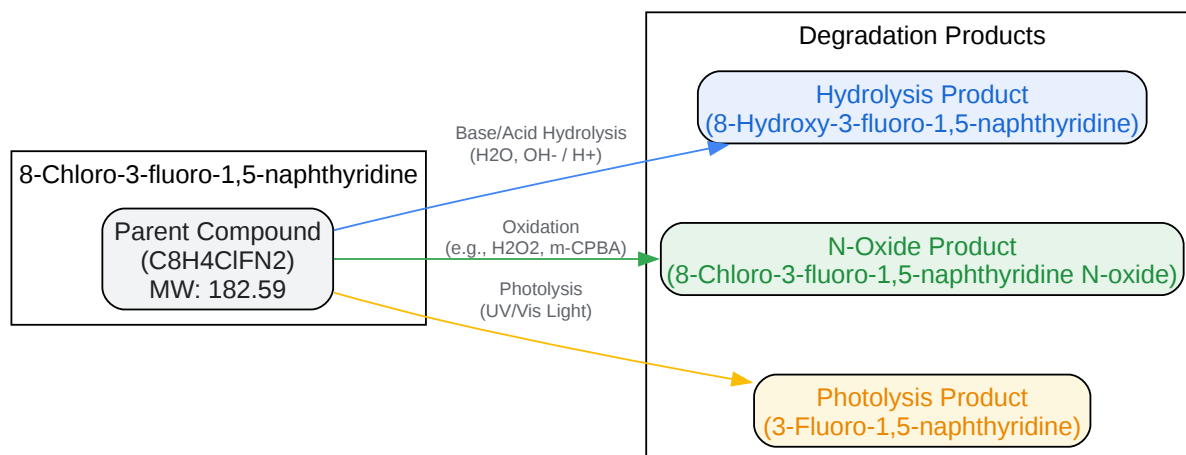 Degradation Products
Hydrolysis Product
(8-Hydroxy-3-fluoro-1,5-naphthyridine)
Base/Acid Hydrolysis
(H2O, OH- / H+)
8-Chloro-3-fluoro-1,5-naphthyridine
Parent Compound
(C8H4ClFN2)
MW: 182.59
Oxidation
(e.g., H2O2, m-CPBA)
N-Oxide Product
(8-Chloro-3-fluoro-1,5-naphthyridine N-oxide)
Photolysis
(UV/Vis Light)
Photolysis Product
(3-Fluoro-1,5-naphthyridine)